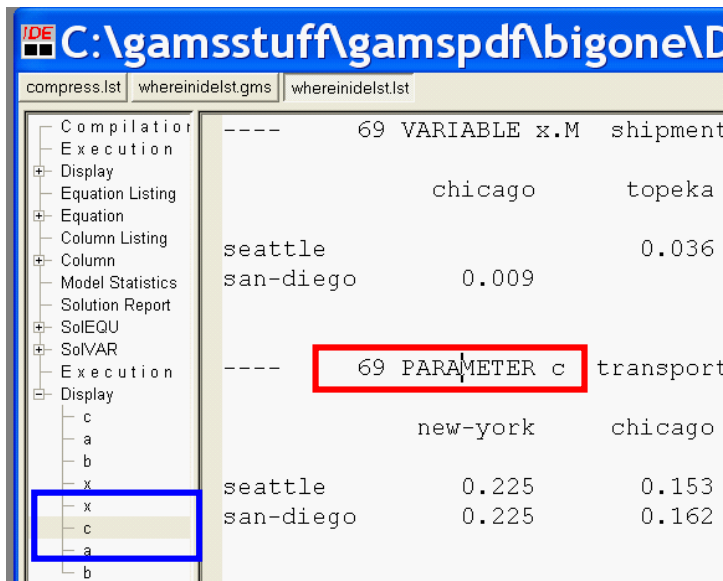 IDE C:\gamsstuff\gamspdf\bigone\D
compress.lst whereinidelst.gms whereinidelst.lst
Compilation
Execution
Display
Equation Listing
Equation
Column Listing
Column
Model Statistics
Solution Report
SolEQU
SolVAR
Execution
Display
c
a
b
x
x
c
a
b
---- 69 VARIABLE x.M shipment
chicago topeka
seattle 0.036
san-diego 0.009
---- 69 PARAMETER c transport
new-york chicago
seattle 0.225 0.153
san-diego 0.225 0.162